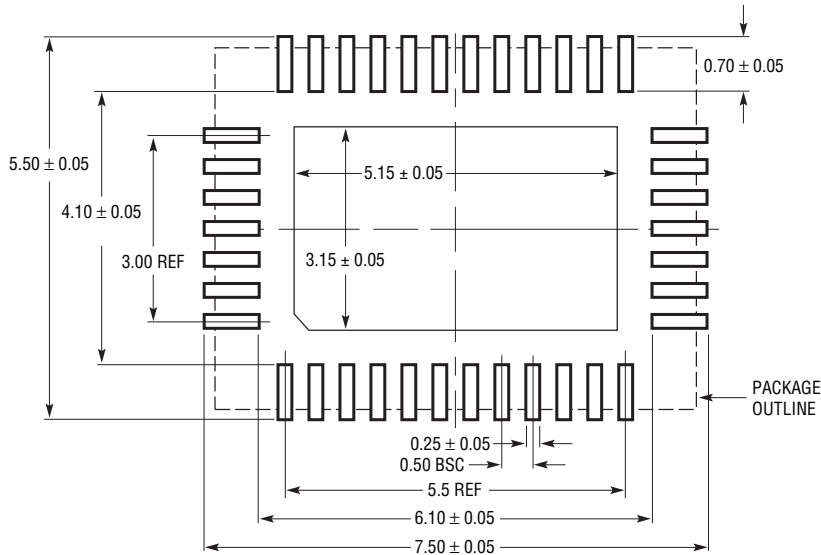 0.70 ± 0.05
5.50 ± 0.05
5.15 ± 0.05
4.10 ± 0.05
3.00 REF
3.15 ± 0.05
PACKAGE
OUTLINE
0.25 ± 0.05
0.50 BSC
5.5 REF
6.10 ± 0.05
7.50 ± 0.05